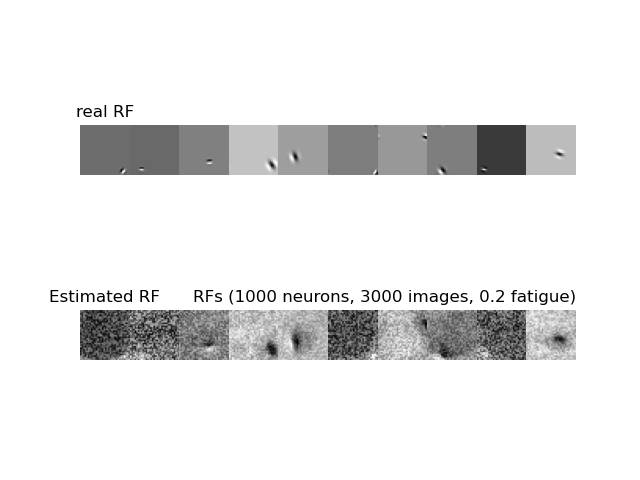 real RF
Estimated RF
RFs (1000 neurons, 3000 images, 0.2 fatigue)